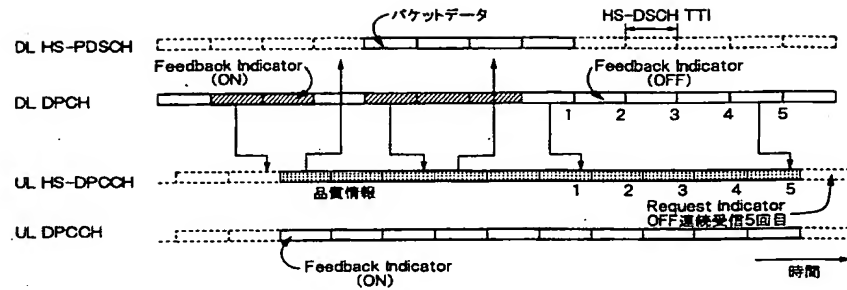 パケットデータ
HS-DSCH TTI
DL HS-PDSCH
Feedback Indicator
(ON)
Feedback Indicator
(OFF)
DL DPCH
1 2 3 4 5
UL HS-DPCCH
品質情報
1 2 3 4 5
Request Indicator
OFF連続受信5回目
UL DPCCH
Feedback Indicator
(ON)
時間